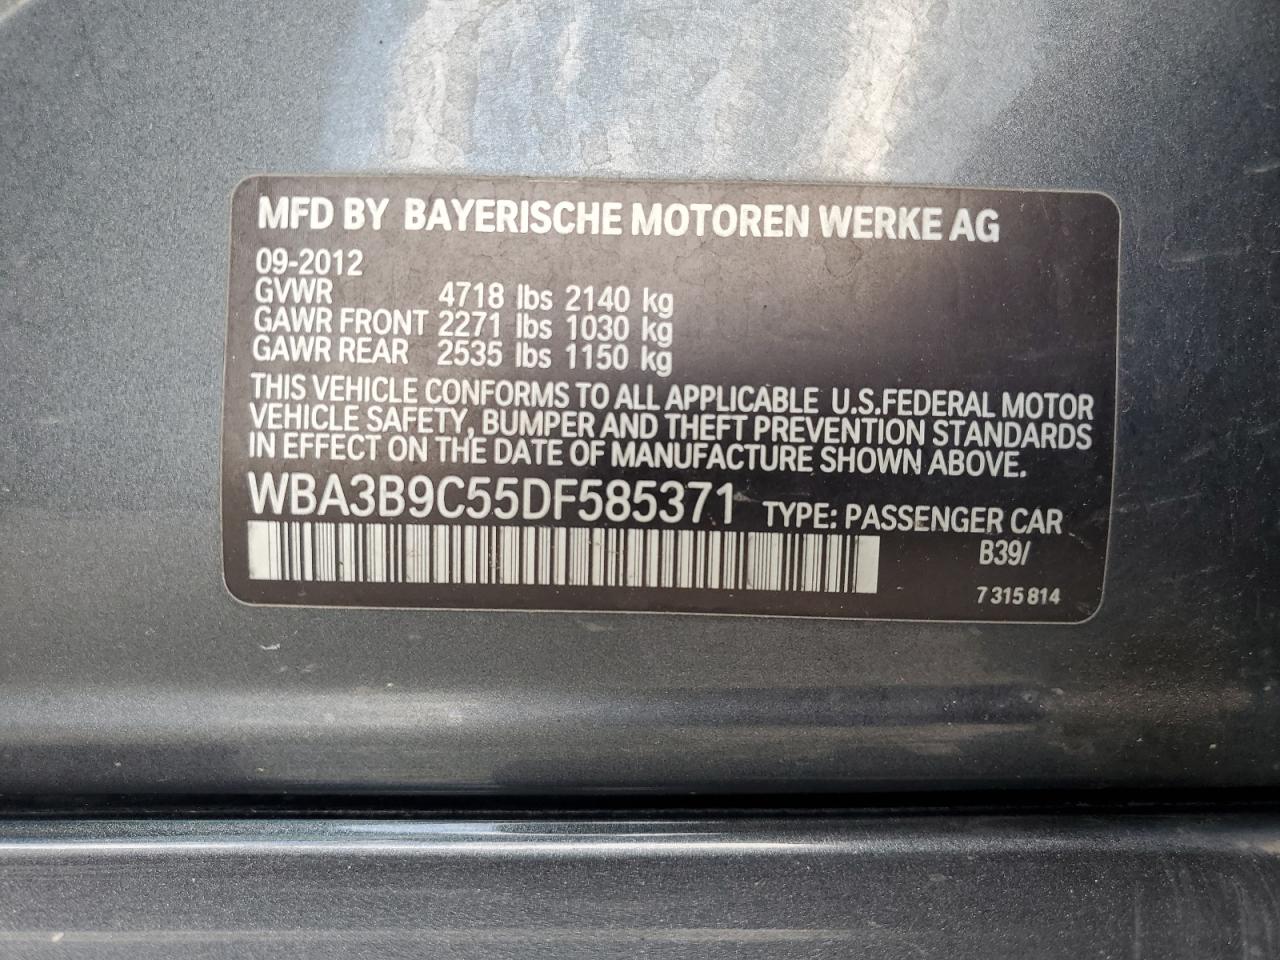 MFD BY BAYERISCHE MOTOREN WERKE AG
09-2012
GVWR 4718 lbs 2140 kg
GAWR FRONT 2271 lbs 1030 kg
GAWR REAR 2535 lbs 1150 kg
THIS VEHICLE CONFORMS TO ALL APPLICABLE U.S.FEDERAL MOTOR
VEHICLE SAFETY, BUMPER AND THEFT PREVENTION STANDARDS
IN EFFECT ON THE DATE OF MANUFACTURE SHOWN ABOVE.
WBA3B9C55DF585371 TYPE: PASSENGER CAR
B39/
7 315 814